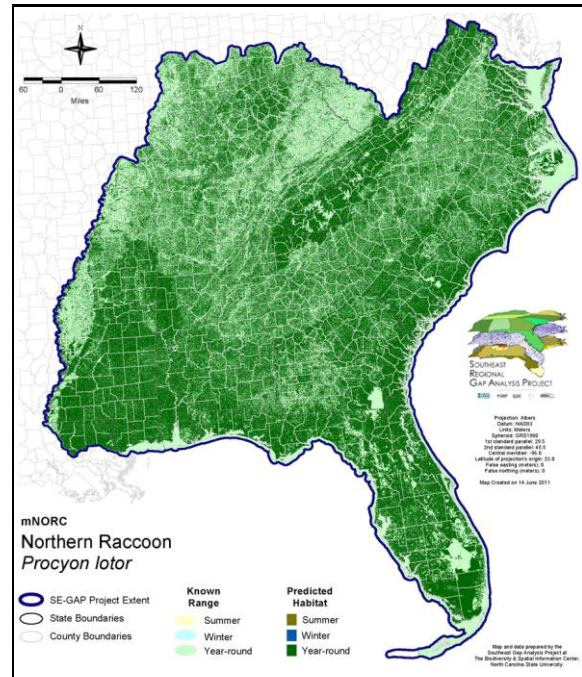 N
60 0 60 120
Miles
SOUTHEAST
REGIONAL
GAP ANALYSIS PROJECT
Projection: Albers
Datum: NAD83
Units: Meters
Spheroid: GRS1980
1st standard parallel: 29.5
2nd standard parallel: 45.5
Central meridian: -96.0
Latitude of projection's origin: 23.0
False easting (meters): 0
False northing (meters): 0
Map Created on 14 June 2011
mNORC
Northern Raccoon
Procyon lotor
SE-GAP Project Extent
State Boundaries
County Boundaries
Known
Range
Summer
Winter
Year-round
Predicted
Habitat
Summer
Winter
Year-round
Map and data prepared by the
Southeast Gap Analysis Project at
The Biodiversity & Spatial Information Center,
North Carolina State University.